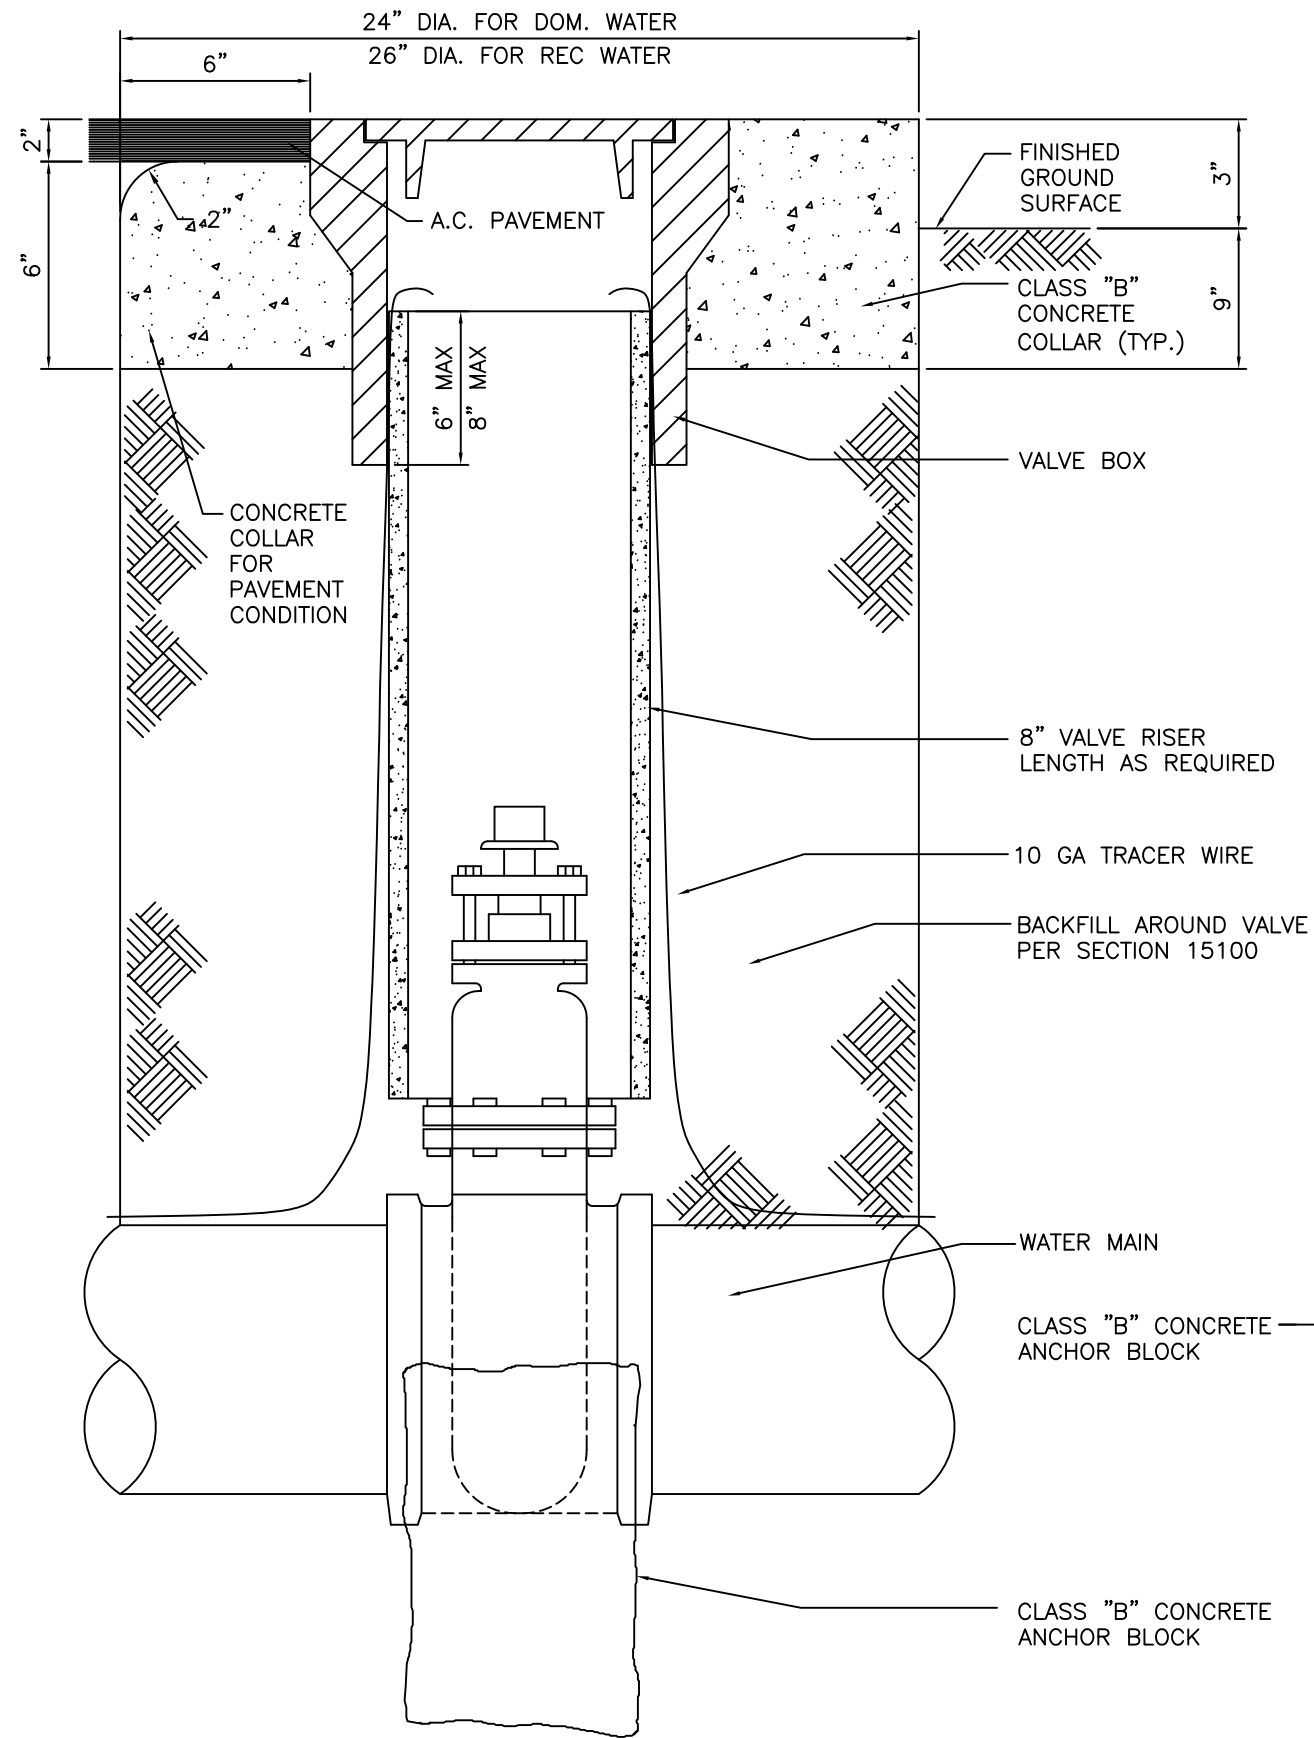 24" DIA. FOR DOM. WATER
26" DIA. FOR REC WATER
6"
2"
6"
2"
A.C. PAVEMENT
FINISHED
GROUND
SURFACE
3"
9"
CLASS "B"
CONCRETE
COLLAR (TYP.)
6" MAX
8" MAX
VALVE BOX
CONCRETE
COLLAR
FOR
PAVEMENT
CONDITION
8" VALVE RISER
LENGTH AS REQUIRED
10 GA TRACER WIRE
BACKFILL AROUND VALVE
PER SECTION 15100
WATER MAIN
CLASS "B" CONCRETE
ANCHOR BLOCK
CLASS "B" CONCRETE
ANCHOR BLOCK